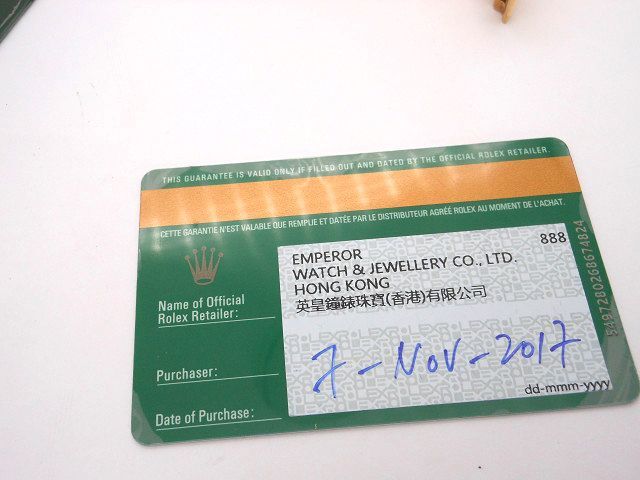 THIS GUARANTEE IS VALID ONLY IF FILLED OUT AND DATED BY THE OFFICIAL ROLEX RETAILER.
CETTE GARANTIE N'EST VALABLE QUE REMPLIE ET DATÉE PAR LE DISTRIBUTEUR AGRÉÉ ROLEX AU MOMENT DE L'ACHAT.
EMPEROR 888
WATCH & JEWELLERY CO., LTD.
HONG KONG
英皇鐘錶珠寶(香港)有限公司
Name of Official
Rolex Retailer:
Purchaser:
7-Nov-2017
dd-mmm-yyyy
Date of Purchase:
54972B0268674824